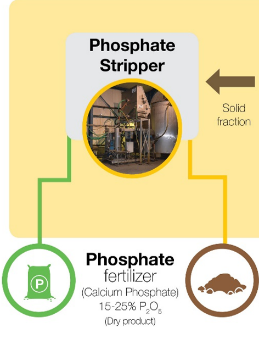 Phosphate
Stripper
Solid
fraction
P
Phosphate
fertilizer
(Calcium Phosphate)
15-25% P₂O₅
(Dry product)